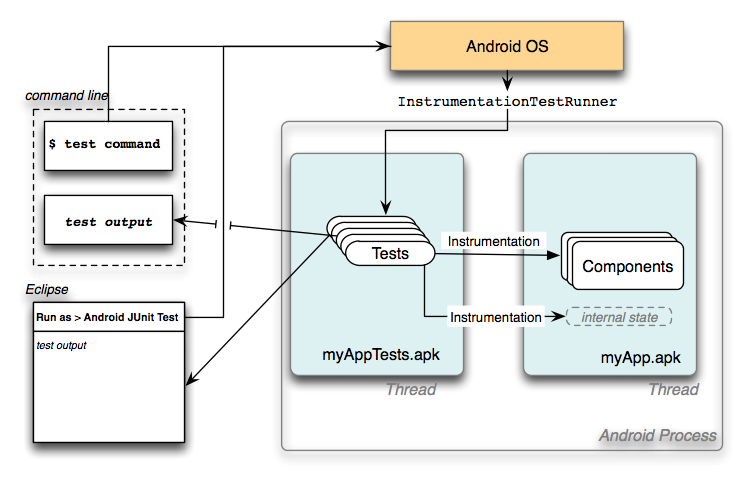 Android OS
InstrumentationTestRunner
command line
$ test command
test output
Eclipse
Run as > Android JUnit Test
test output
Tests
Instrumentation
Components
Instrumentation
internal state
myAppTests.apk
myApp.apk
Thread
Thread
Android Process